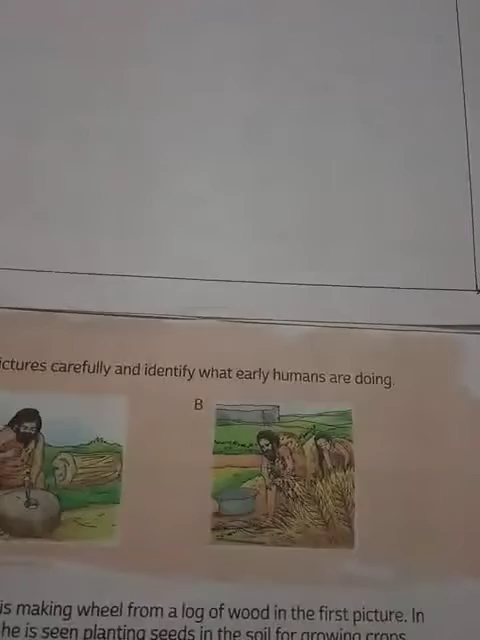 ictures carefully and identify what early humans are doing.
B
is making wheel from a log of wood in the first picture. In
he is seen planting seeds in the soil for growing crops